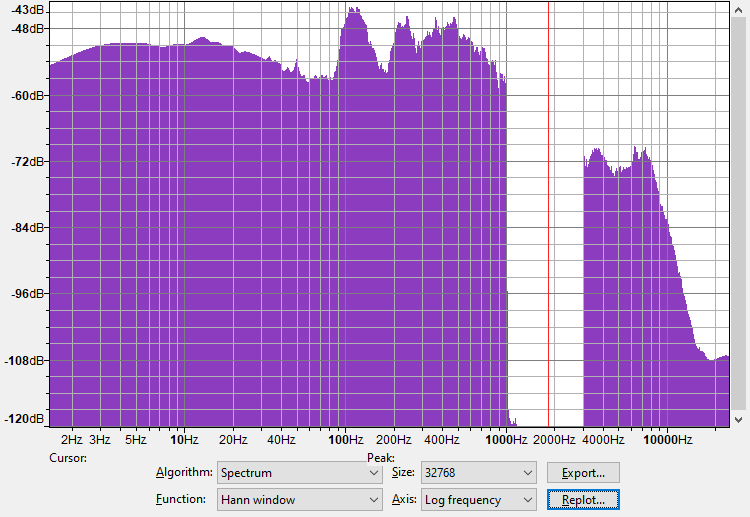 -43dB
-48dB
-60dB
-72dB
-84dB
-96dB
-108dB
-120dB
2Hz 3Hz 10Hz 20Hz 40Hz 100Hz 200Hz 400Hz 1000Hz 2000Hz 4000Hz 10000Hz
Cursor: Peak:
Algorithm: Spectrum Size: 32768 Export...
Function: Hann window Axis: Log frequency Replot...